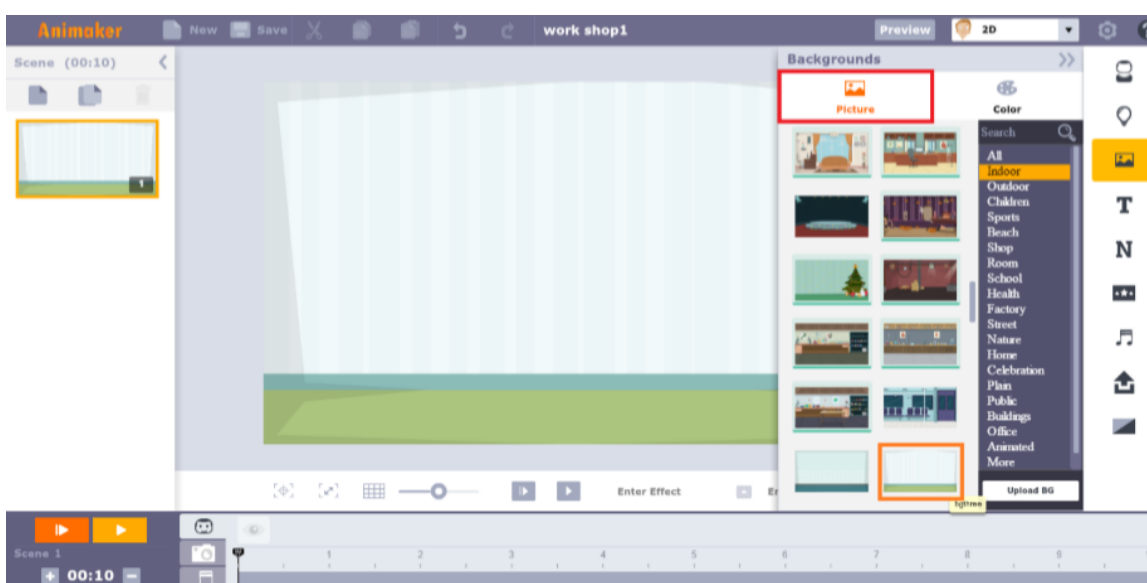 Animaker
New
Save
work shop1
Preview
2D
Scene (00:10)
Backgrounds
Picture
Color
Search
All
Indoor
Outdoor
Children
Sports
Beach
Shop
Room
School
Health
Factory
Street
Nature
Home
Celebration
Plain
Public
Buildings
Office
Animated
More
Upload BG
1
T
N
Enter Effect
Scene 1
00:10
1 2 3 4 5 6 7 8 9